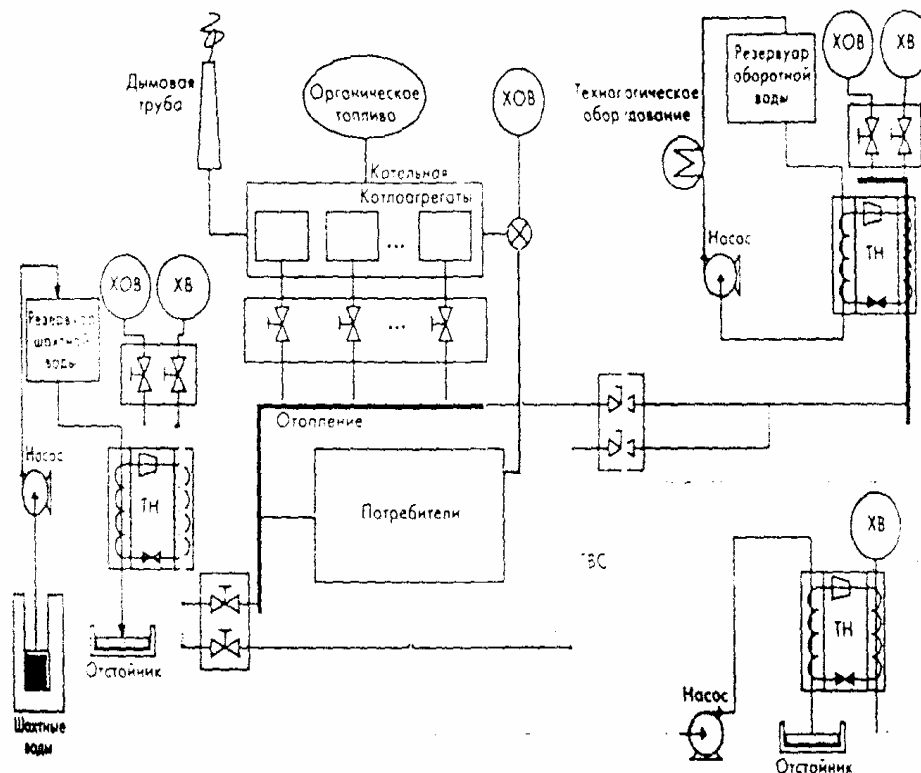 Дымовая
труба
Органическое
топливо
ХОВ
Технологическое
оборудование
Резервуар
оборотной
воды
ХОВ
ХВ
Котельная
Котлоагрегаты
...
Насос
ТН
ХОВ
ХВ
Резервуар
шахтной
воды
...
Отопление
Насос
ТН
Потребители
ХВ
ТН
Отстойник
Шахтные
воды
Насос
Отстойник